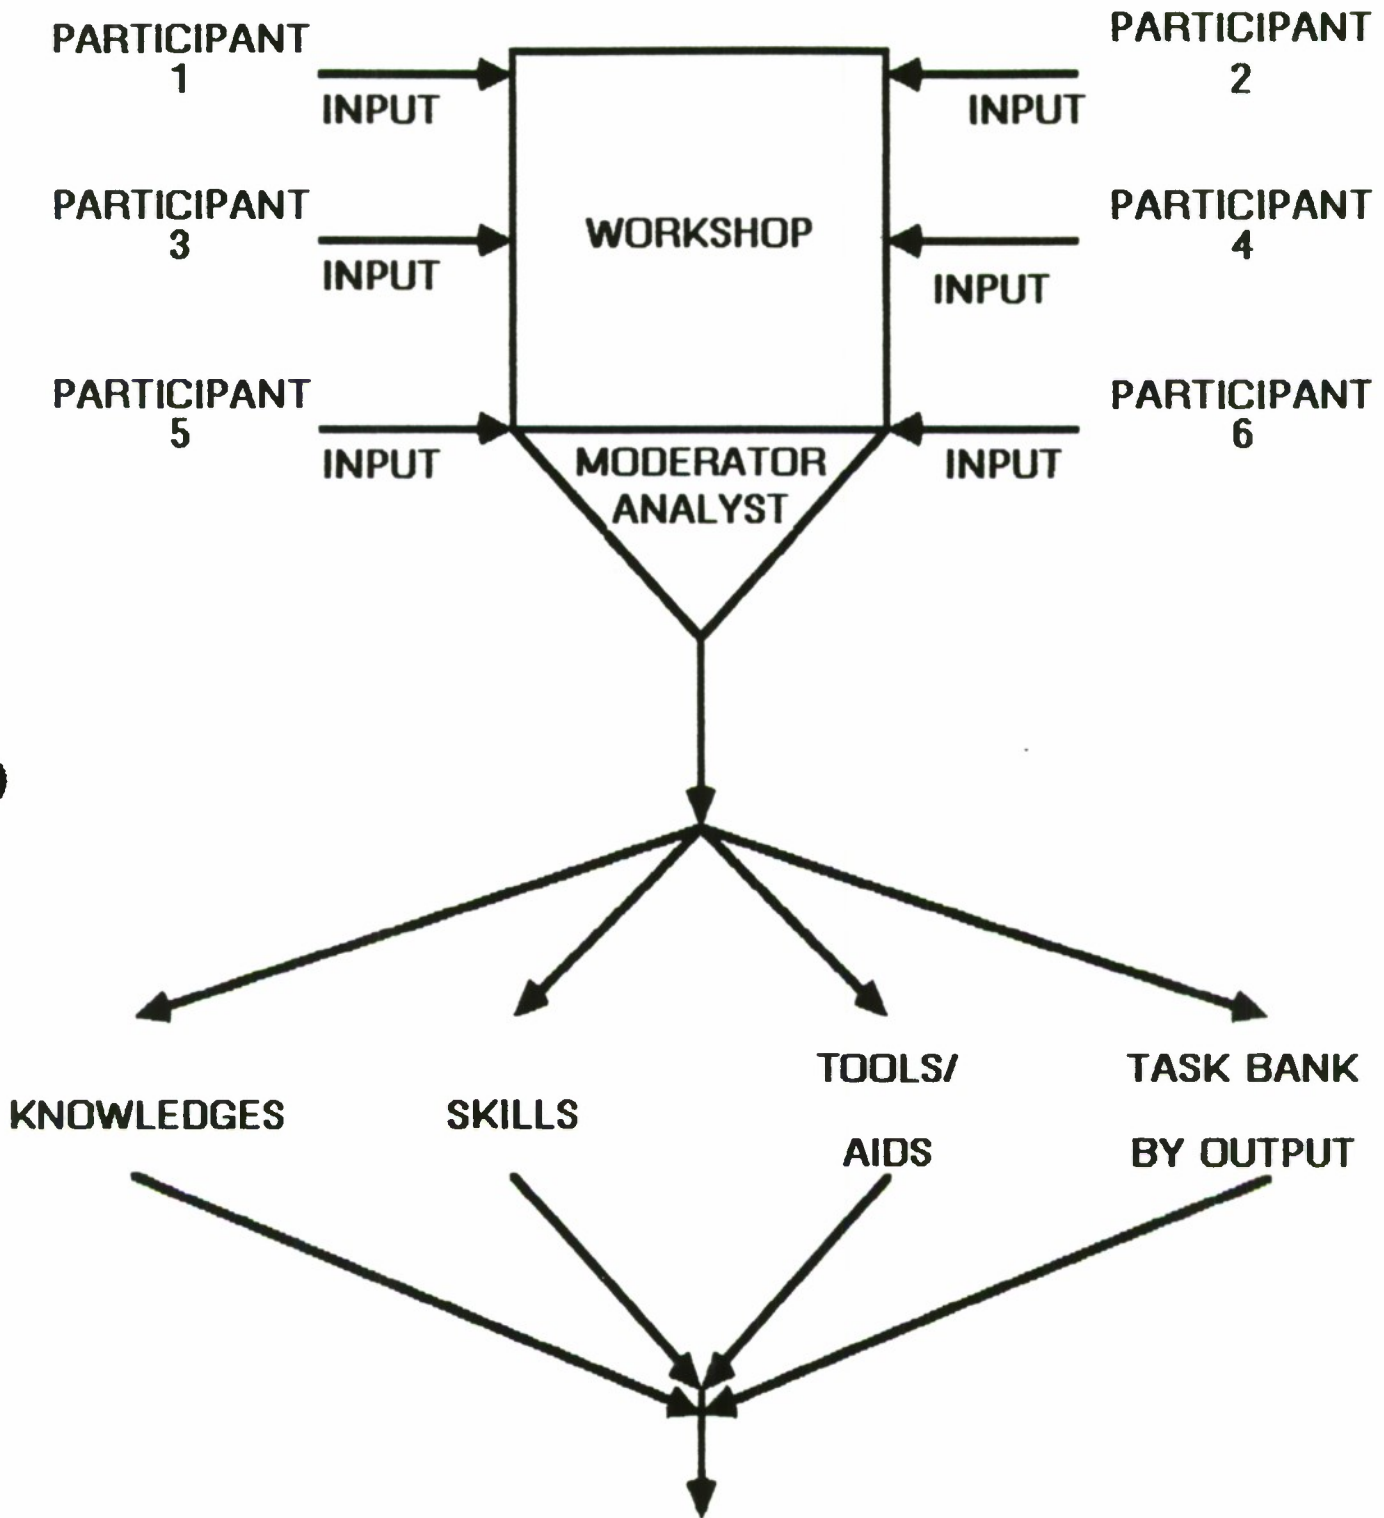 PARTICIPANT
1
INPUT
PARTICIPANT
2
INPUT
PARTICIPANT
3
INPUT
WORKSHOP
PARTICIPANT
4
INPUT
PARTICIPANT
5
INPUT
MODERATOR
ANALYST
PARTICIPANT
6
INPUT
KNOWLEDGES
SKILLS
TOOLS/
AIDS
TASK BANK
BY OUTPUT